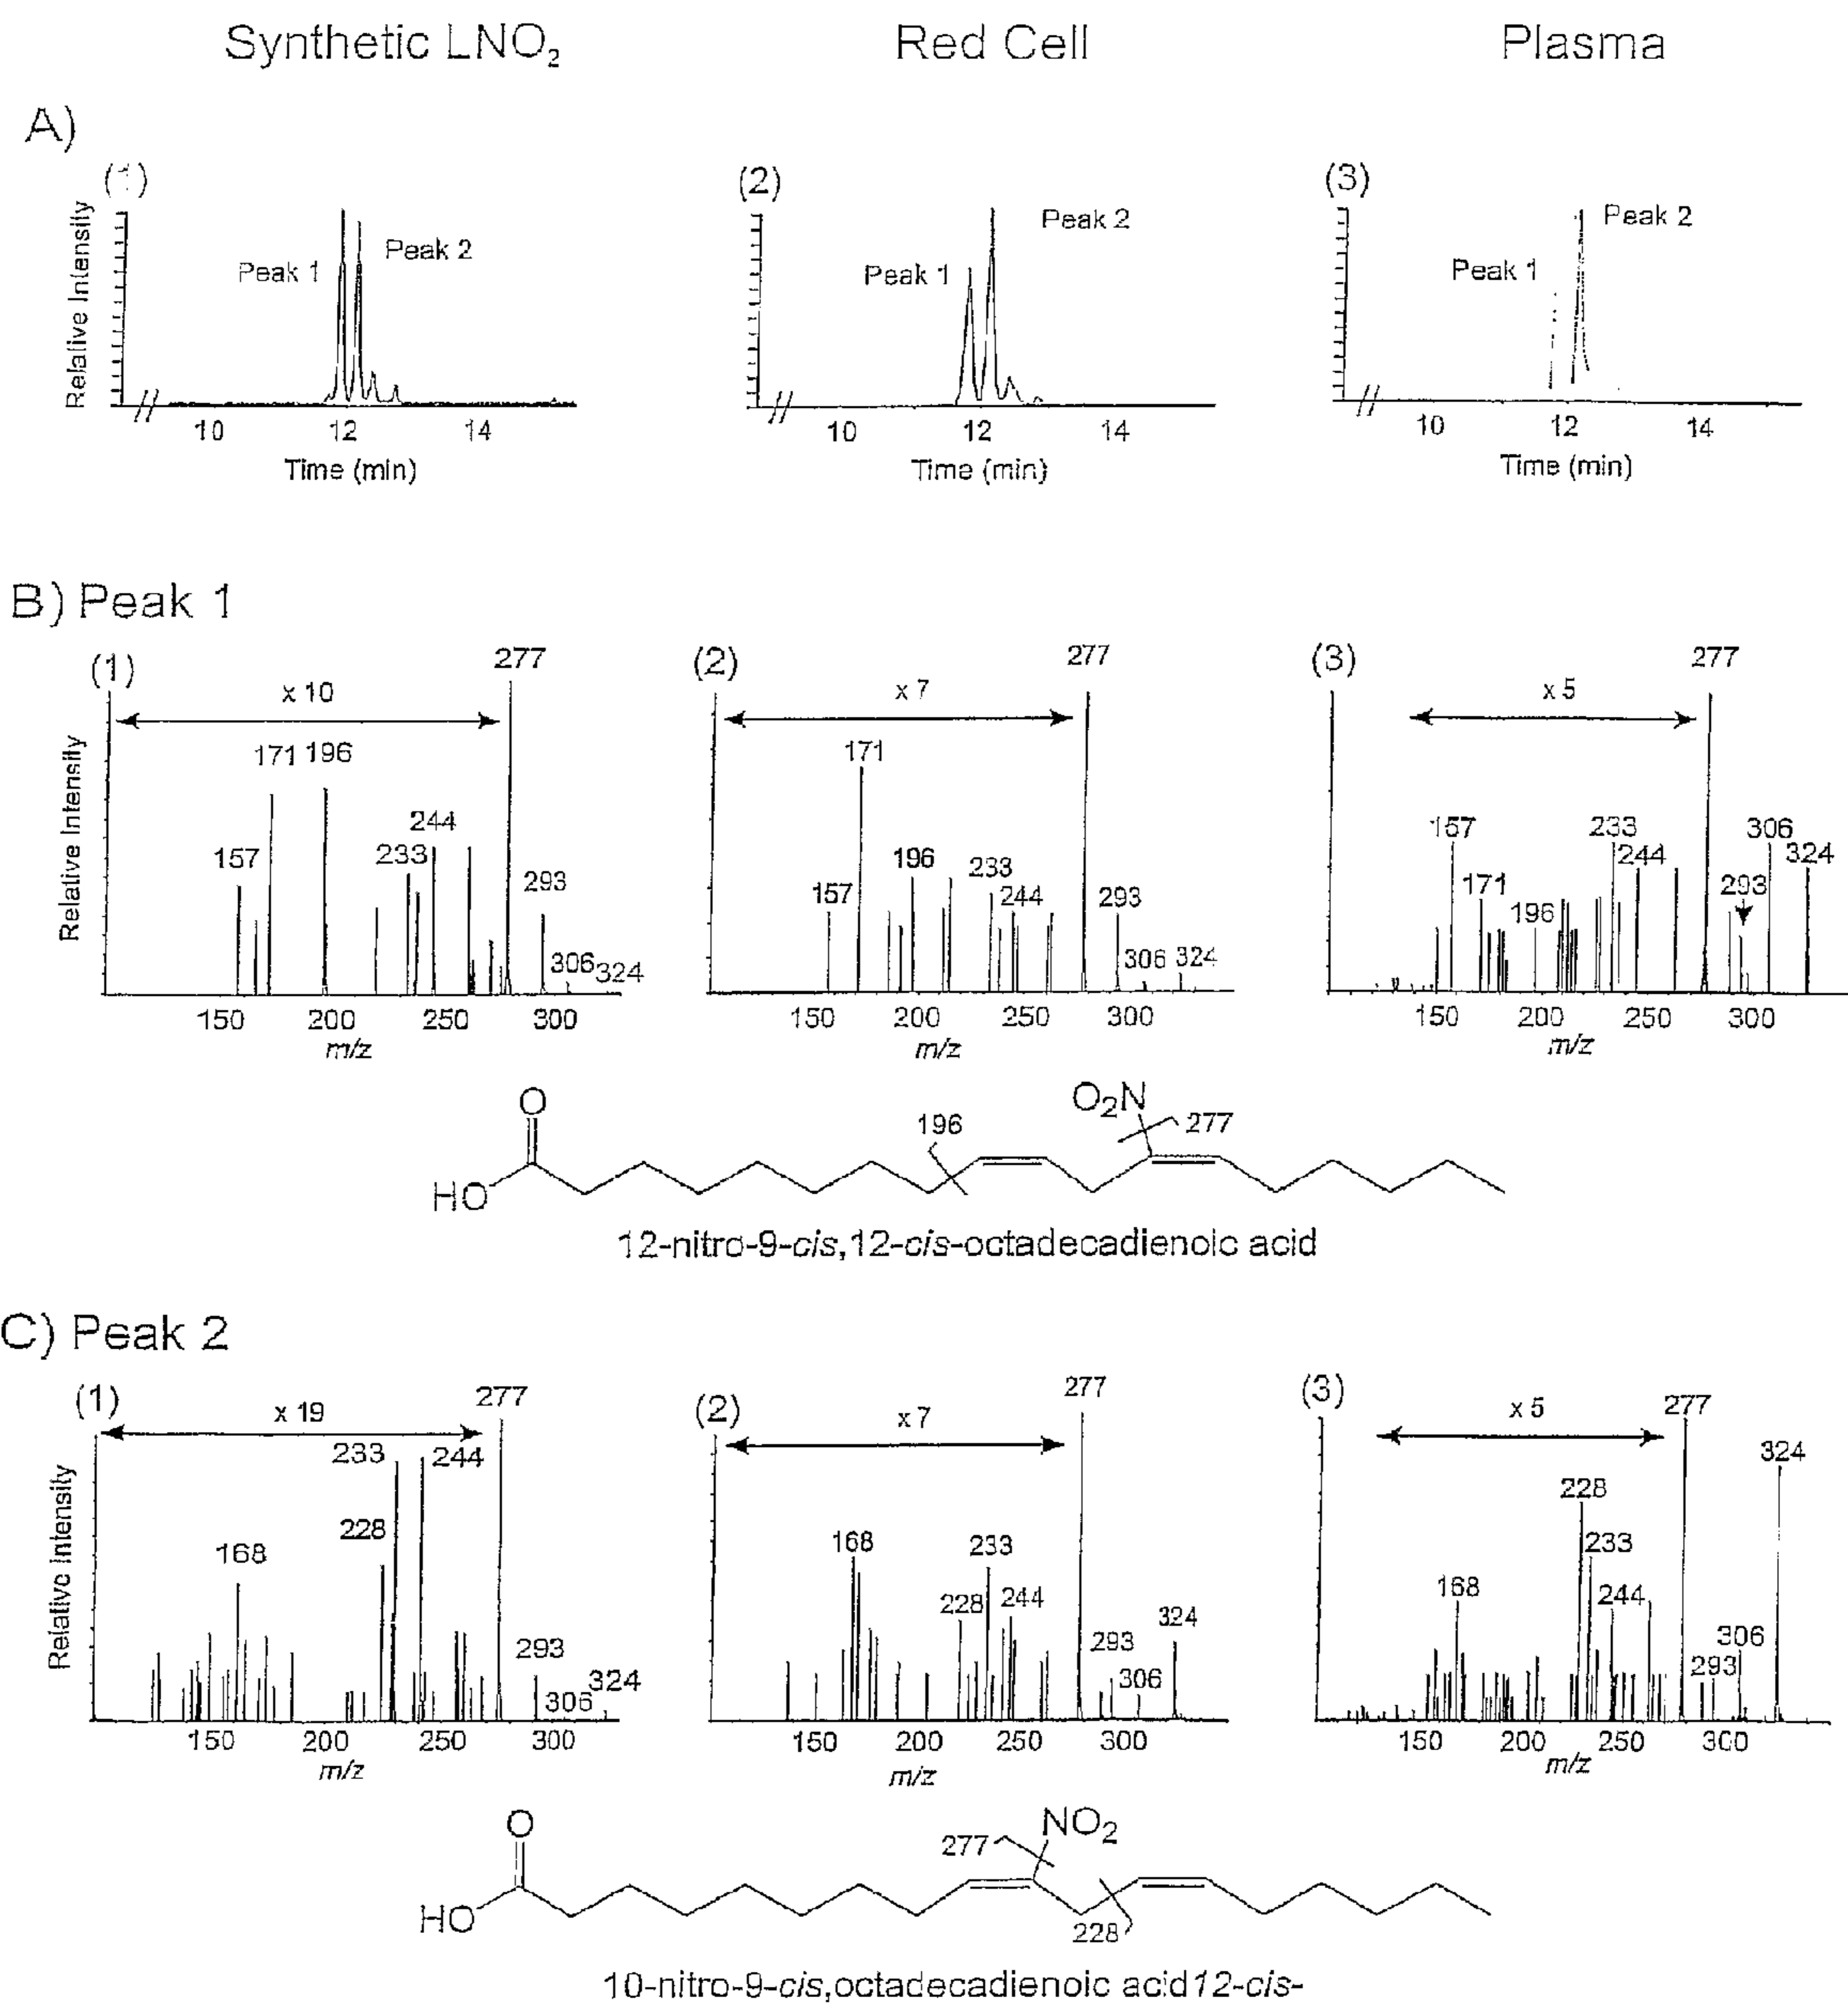 Synthetic LNO₂ Red Cell Plasma
A)
(1) (2) (3)
Relative Intensity
Peak 1 Peak 2
Peak 1 Peak 2
Peak 1 Peak 2
10 12 14
Time (min)
10 12 14
Time (min)
10 12 14
Time (min)
B) Peak 1
(1)
Relative Intensity
x 10
157 171 196 233 244 277 293 306 324
150 200 250 300
m/z
(2)
x 7
157 171 196 233 244 277 293 306 324
150 200 250 300
m/z
(3)
x 5
157 171 196 233 244 277 293 306 324
150 200 250 300
m/z
O
HO
196
O₂N
277
12-nitro-9-cis,12-cis-octadecadienoic acid
C) Peak 2
(1)
Relative Intensity
x 19
168 228 233 244 277 293 306 324
150 200 250 300
m/z
(2)
x 7
168 228 233 244 277 293 306 324
150 200 250 300
m/z
(3)
x 5
168 228 233 244 277 293 306 324
150 200 250 300
m/z
O
HO
277
NO₂
228
10-nitro-9-cis,octadecadienoic acid12-cis-